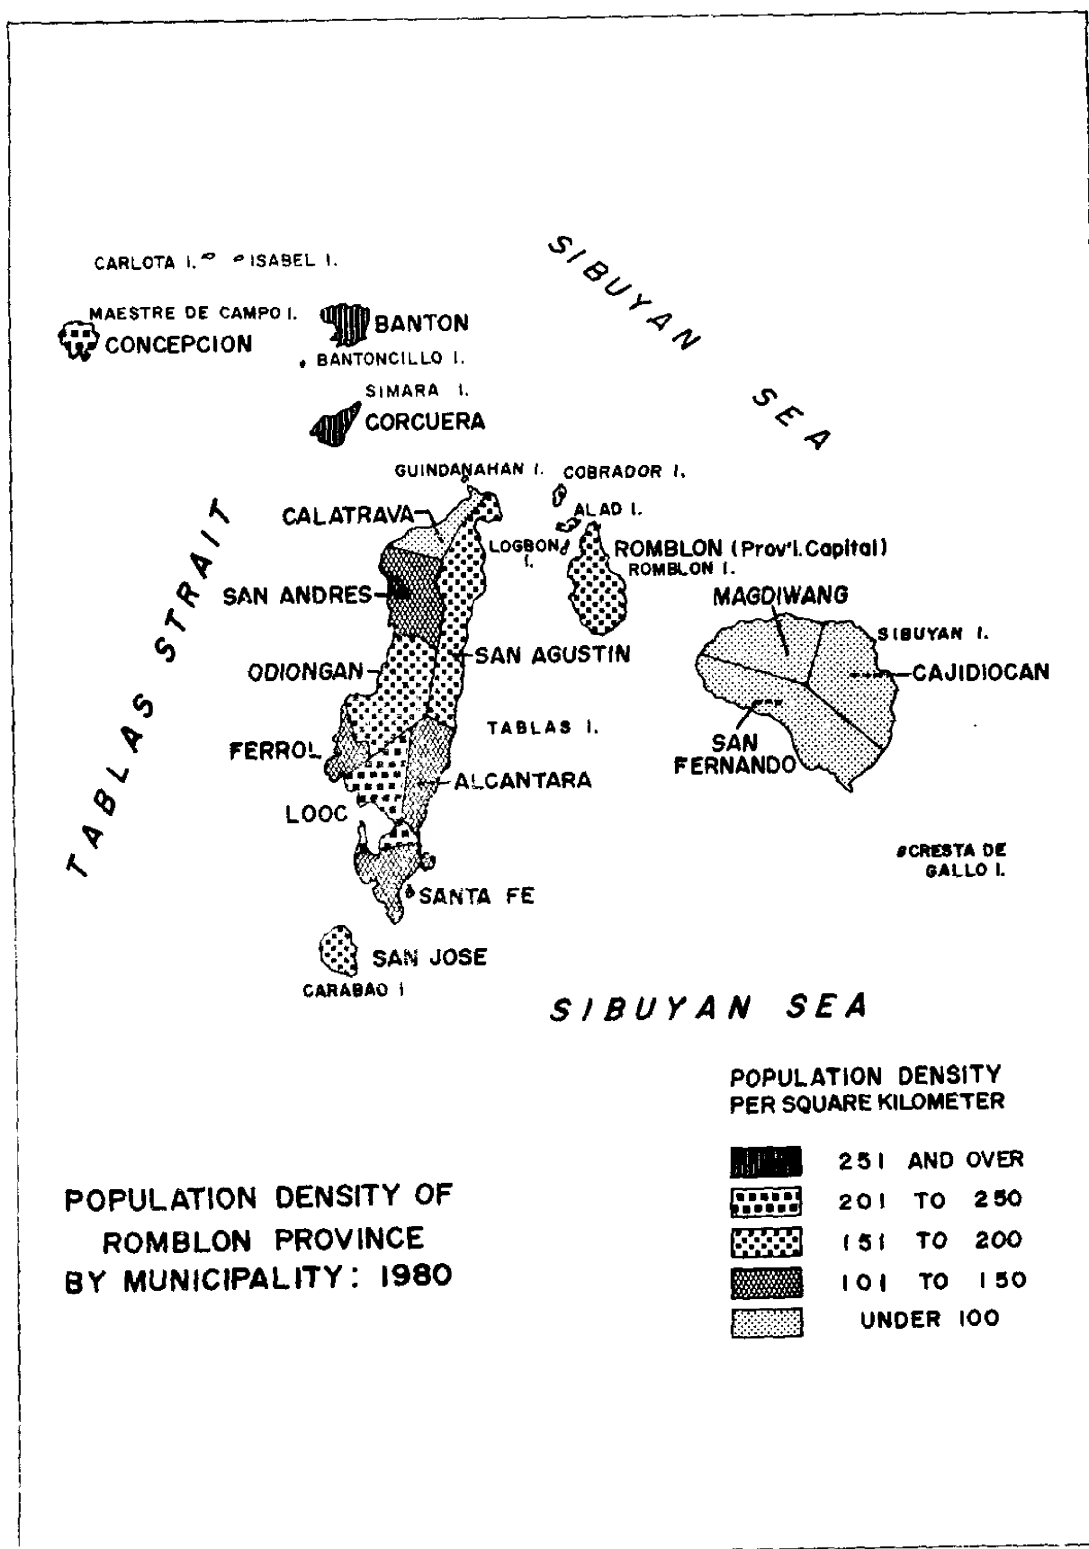 SIBUYAN SEA
CARLOTA I.
ISABEL I.
MAESTRE DE CAMPO I.
CONCEPCION
BANTON
BANTONCILLO I.
SIMARA I.
CORCUERA
GUINDANAHAN I.
COBRADOR I.
CALATRAVA
ALAD I.
LOGBON
I.
ROMBLON (Prov'l. Capital)
ROMBLON I.
TABLAS STRAIT
SAN ANDRES
MAGDIWANG
SIBUYAN I.
ODIONGAN
SAN AGUSTIN
CAJIDIOCAN
TABLAS I.
FERROL
SAN
FERNANDO
ALCANTARA
LOOC
CRESTA DE
GALLO I.
SANTA FE
SAN JOSE
CARABAO I
SIBUYAN SEA
POPULATION DENSITY
PER SQUARE KILOMETER
251 AND OVER
201 TO 250
151 TO 200
101 TO 150
UNDER 100
POPULATION DENSITY OF
ROMBLON PROVINCE
BY MUNICIPALITY: 1980